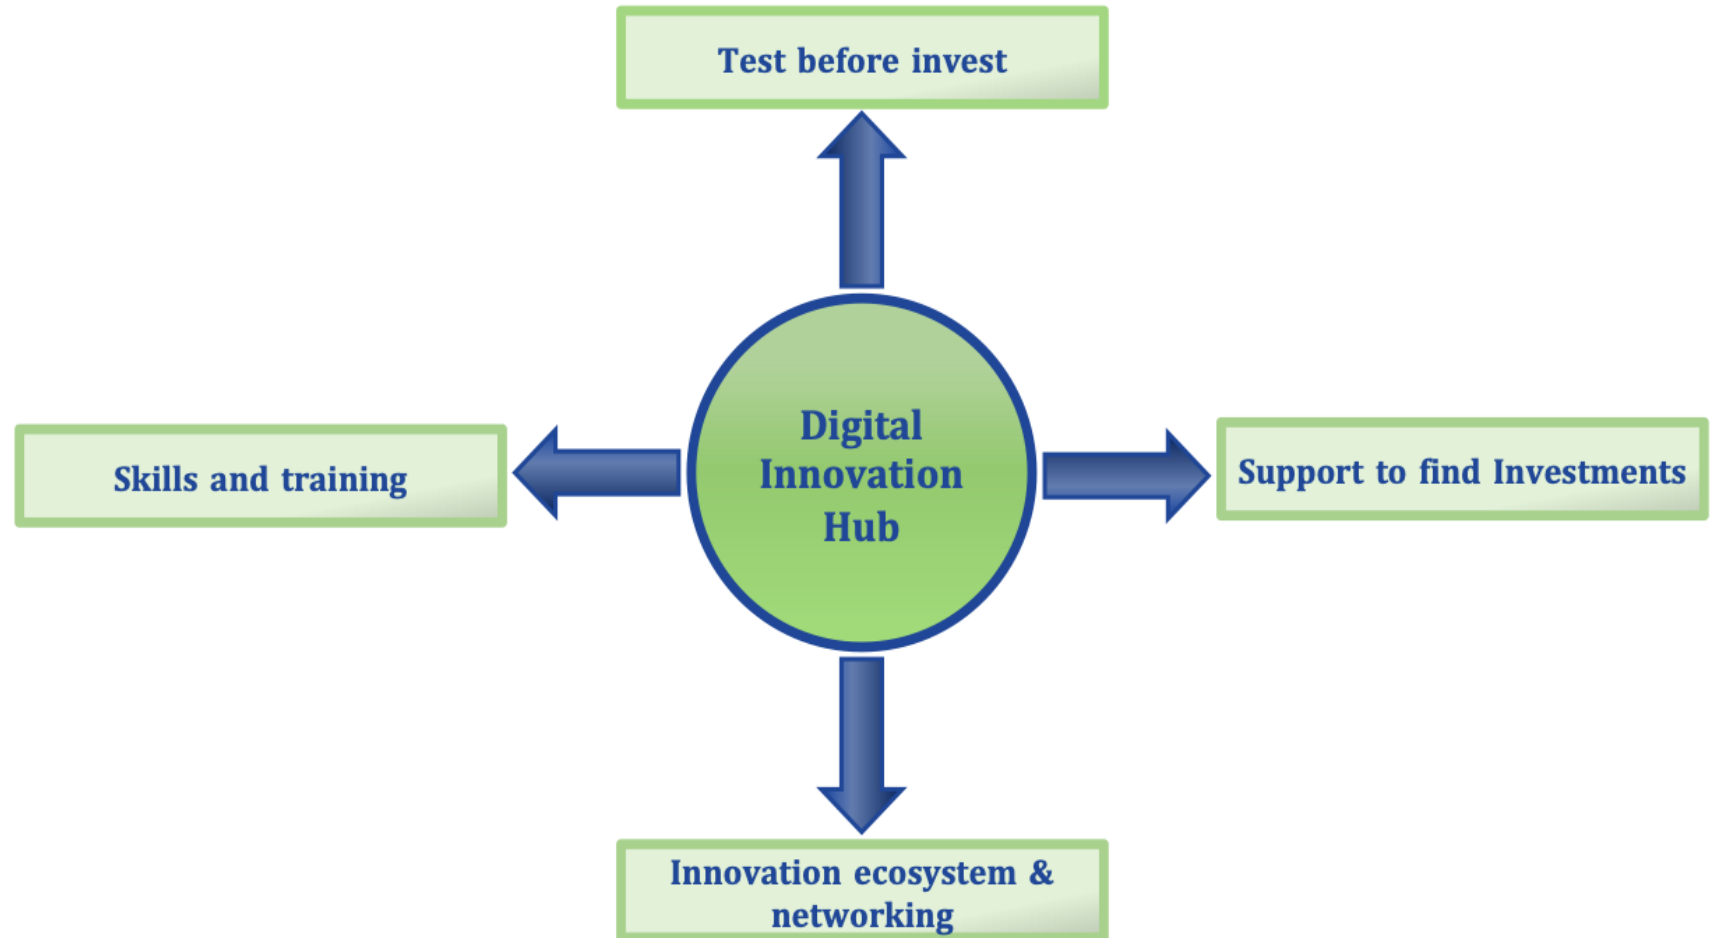 Test before invest
Skills and training
Digital
Innovation
Hub
Support to find Investments
Innovation ecosystem &
networking